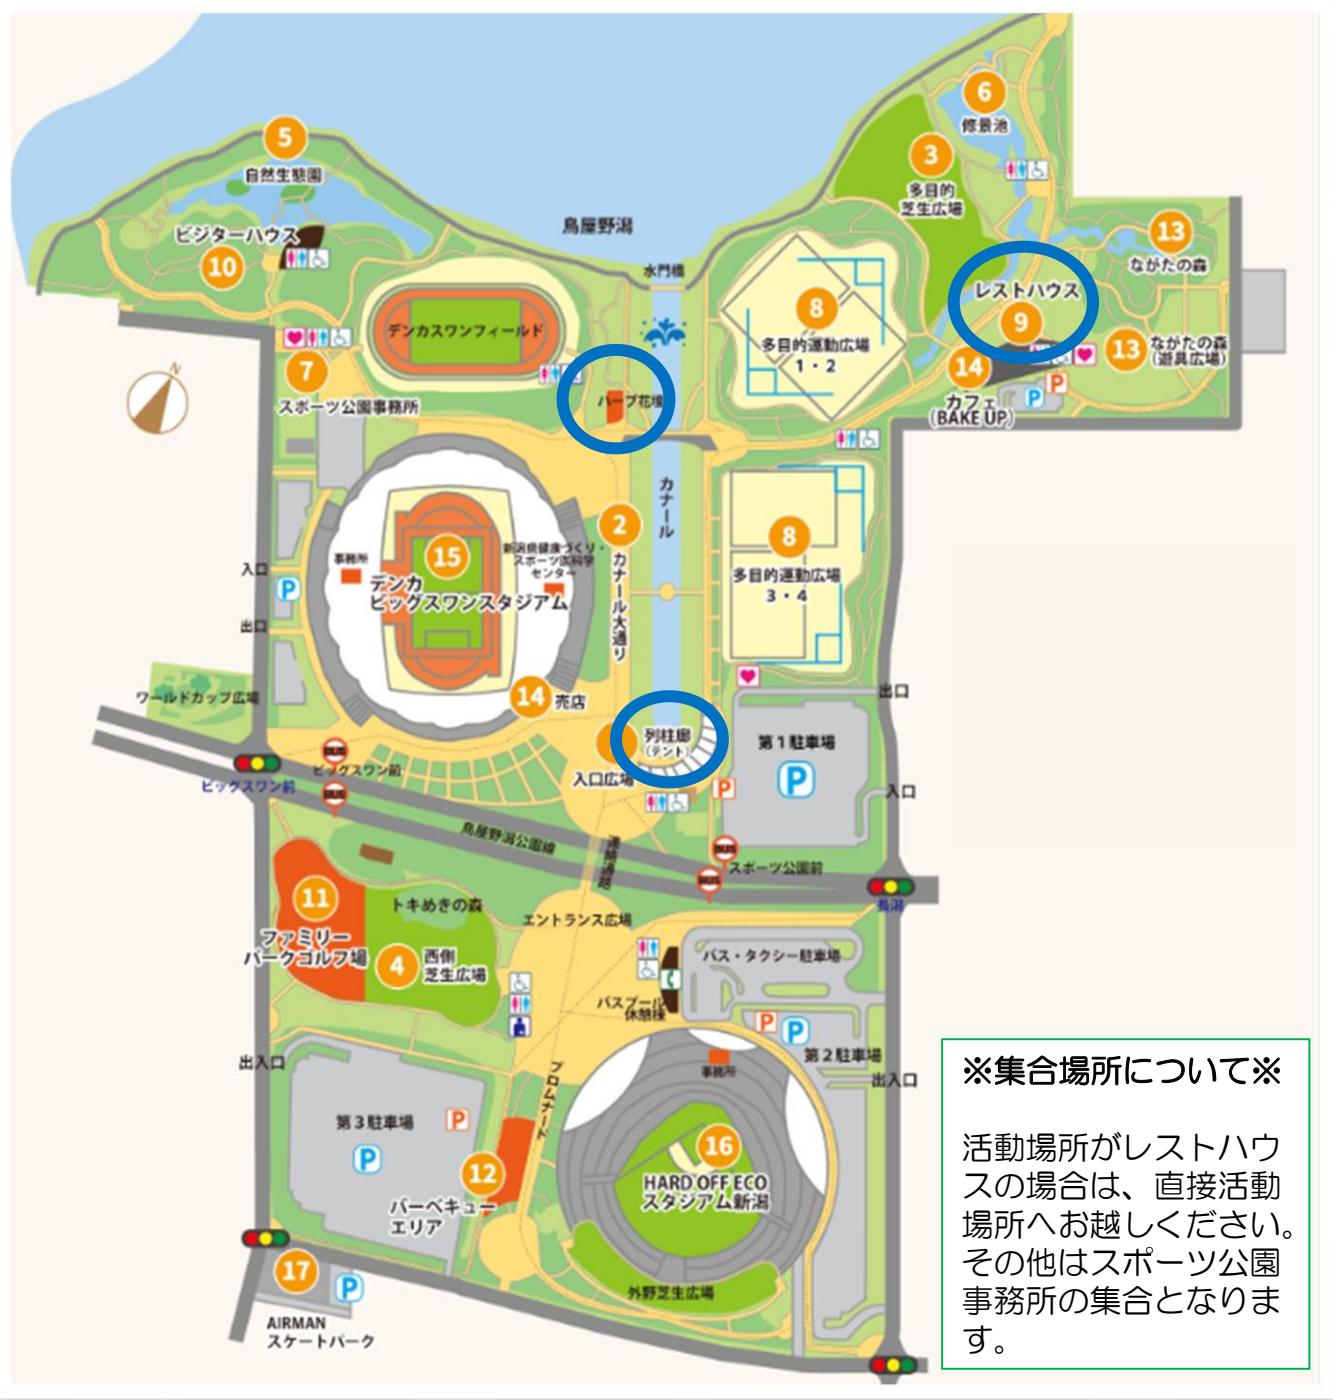 6
修景池
5
自然生態園
3
多目的
芝生広場
鳥屋野潟
ビジターハウス
10
13
ながたの森
水門橋
レストハウス
9
デンカスワンフィールド
8
多目的運動広場
1・2
13
ながたの森
(遊具広場)
7
スポーツ公園事務所
N
14
カフェ
(BAKE UP)
P
P
ハーブ花壇
カナール
2
カナール大通り
15
事務所
デンカ
ビッグスワンスタジアム
新潟県健康づくり・
スポーツ医科学
センター
8
多目的運動広場
3・4
入口
P
出口
ワールドカップ広場
14
売店
出口
列柱廊
(テント)
入口広場
第1駐車場
P
P
入口
BUS
ビッグスワン前
BUS
ビッグスワン前
鳥屋野潟公園線
連絡通路
BUS
スポーツ公園前
BUS
長潟
11
ファミリー
パークゴルフ場
トキめきの森
4
西側
芝生広場
エントランス広場
バス・タクシー駐車場
バスプール
休憩棟
P
P
第2駐車場
出入口
出入口
事務所
プロムナード
第3駐車場
P
P
12
バーベキュー
エリア
16
HARD OFF ECO
スタジアム新潟
外野芝生広場
17
P
AIRMAN
スケートパーク
※集合場所について※
活動場所がレストハウ
スの場合は、直接活動
場所へお越しください。
その他はスポーツ公園
事務所の集合となりま
す。